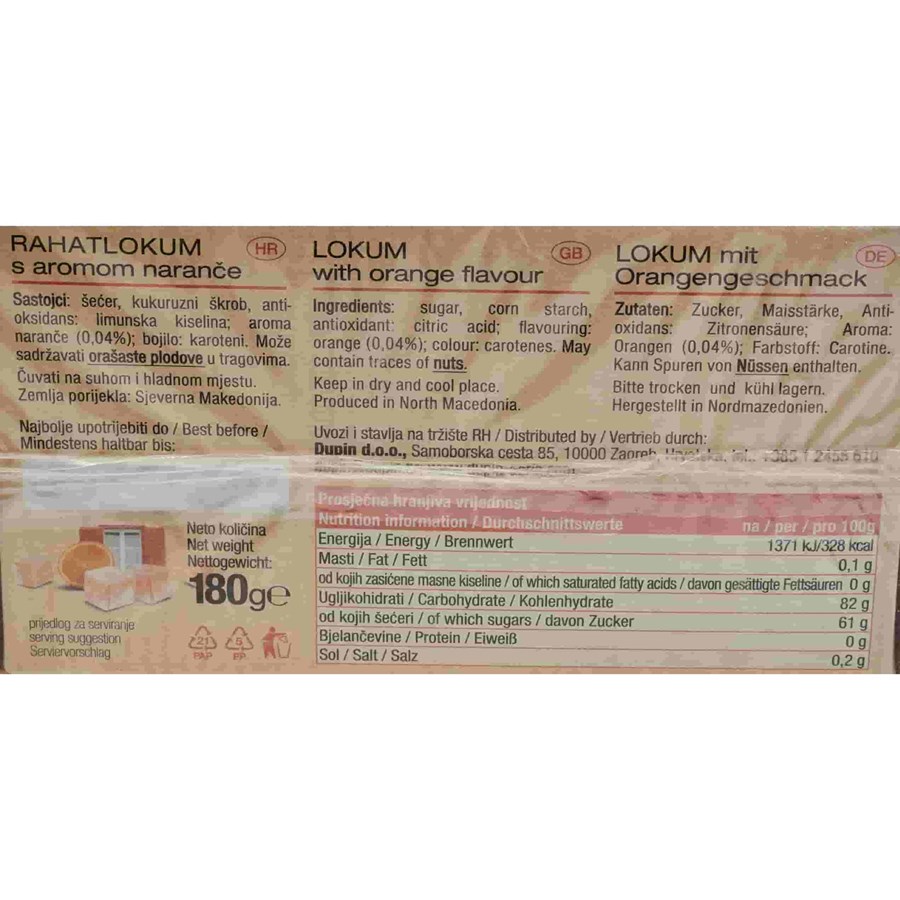 RAHATLOKUM
s aromom naranče
HR
Sastojci: šećer, kukuruzni škrob, anti-
oksidans: limunska kiselina; aroma
naranče (0,04%); bojilo: karoteni. Može
sadržavati orašaste plodove u tragovima.
Čuvati na suhom i hladnom mjestu.
Zemlja porijekla: Sjeverna Makedonija.
Najbolje upotrijebiti do / Best before /
Mindestens haltbar bis:
LOKUM
with orange flavour
GB
Ingredients: sugar, corn starch,
antioxidant: citric acid; flavouring:
orange (0,04%); colour: carotenes. May
contain traces of nuts.
Keep in dry and cool place.
Produced in North Macedonia.
LOKUM mit
Orangengeschmack
DE
Zutaten: Zucker, Maisstärke, Anti-
oxidans: Zitronensäure; Aroma:
Orangen (0,04%); Farbstoff: Carotine.
Kann Spuren von Nüssen enthalten.
Bitte trocken und kühl lagern.
Hergestellt in Nordmazedonien.
Uvozi i stavlja na tržište RH / Distributed by / Vertrieb durch:
Dupin d.o.o., Samoborska cesta 85, 10000 Zagreb,
Neto količina
Net weight
Nettogewicht:
180g℮
prijedlog za serviranje
serving suggestion
Serviervorschlag
21
PAP
5
PP
Prosječna hranjiva vrijednost
Nutrition information / Durchschnittswerte na / per / pro 100g
Energija / Energy / Brennwert 1371 kJ/328 kcal
Masti / Fat / Fett 0,1 g
od kojih zasićene masne kiseline / of which saturated fatty acids / davon gesättigte Fettsäuren 0 g
Ugljikohidrati / Carbohydrate / Kohlenhydrate 82 g
od kojih šećeri / of which sugars / davon Zucker 61 g
Bjelančevine / Protein / Eiweiß 0 g
Sol / Salt / Salz 0,2 g